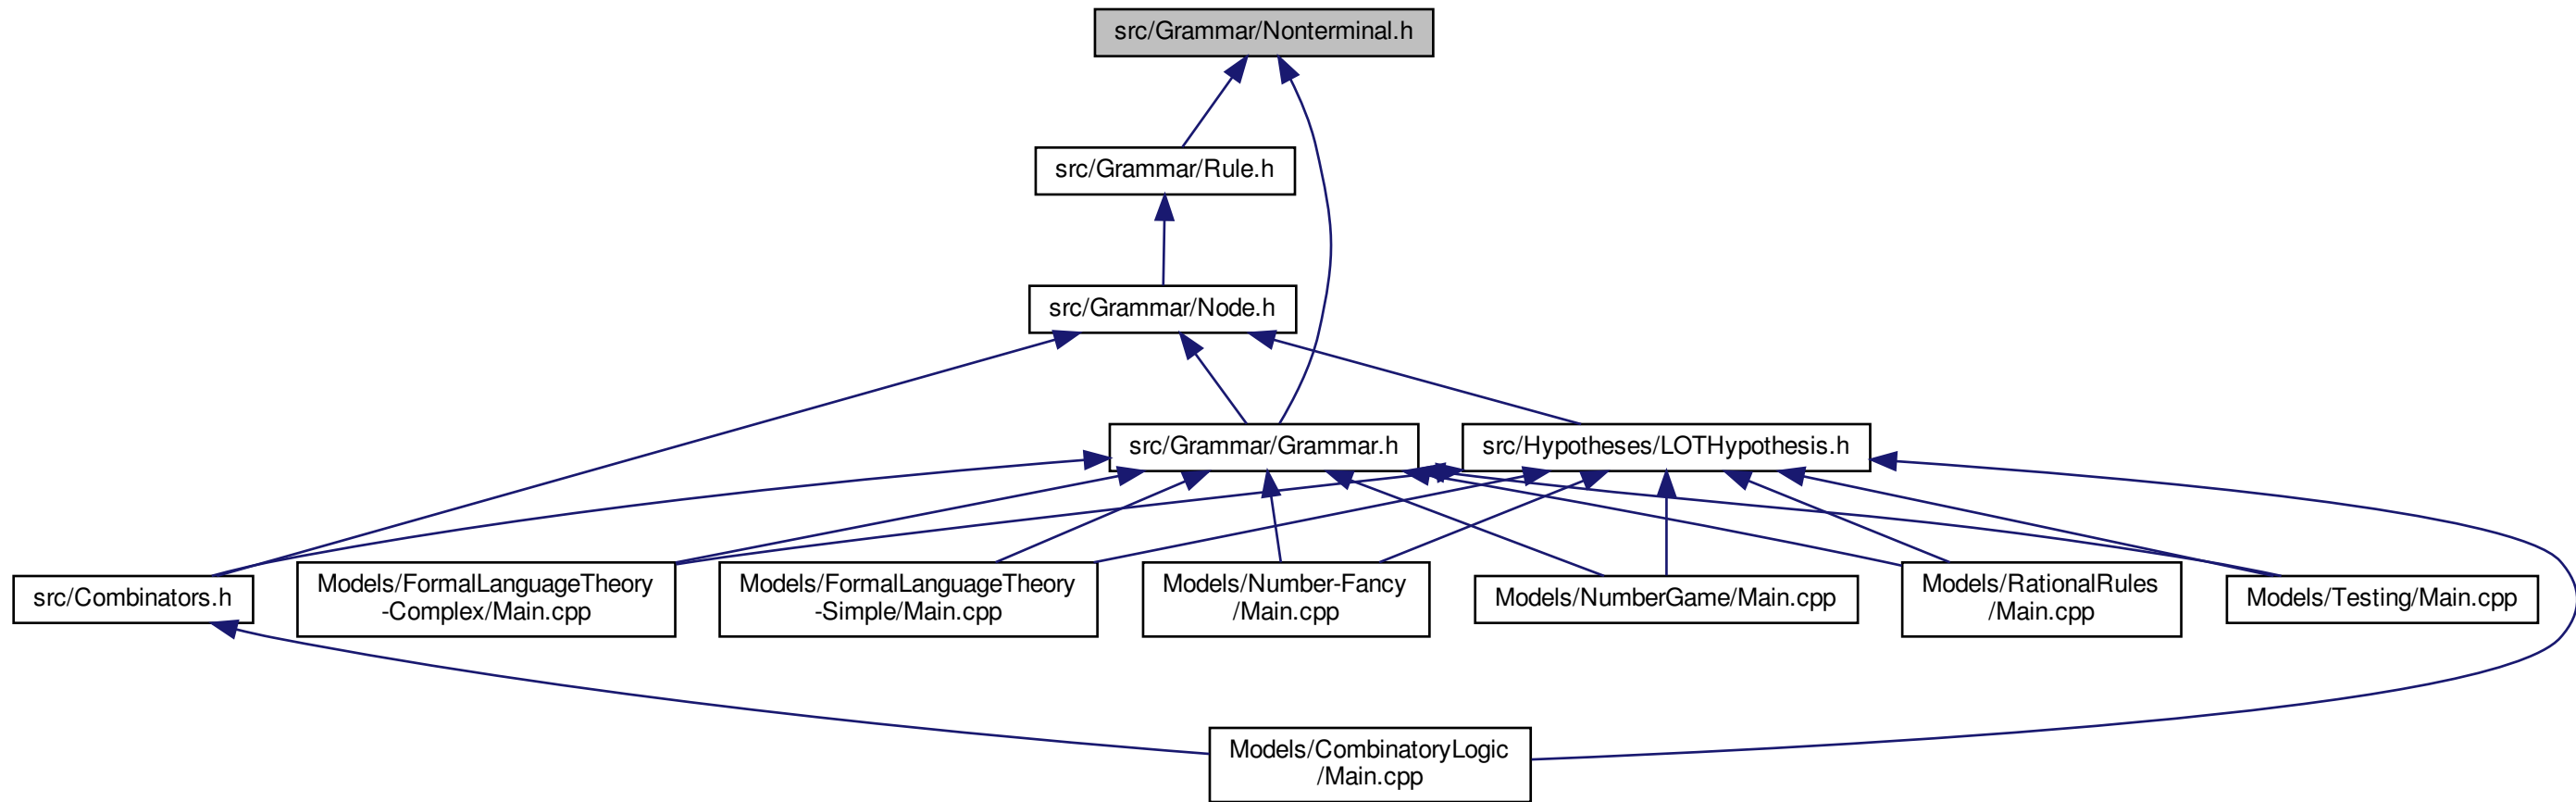 src/Grammar/Nonterminal.h
src/Grammar/Rule.h
src/Grammar/Node.h
src/Grammar/Grammar.h
src/Hypotheses/LOTHypothesis.h
src/Combinators.h
Models/FormalLanguageTheory
-Complex/Main.cpp
Models/FormalLanguageTheory
-Simple/Main.cpp
Models/Number-Fancy
/Main.cpp
Models/NumberGame/Main.cpp
Models/RationalRules
/Main.cpp
Models/Testing/Main.cpp
Models/CombinatoryLogic
/Main.cpp